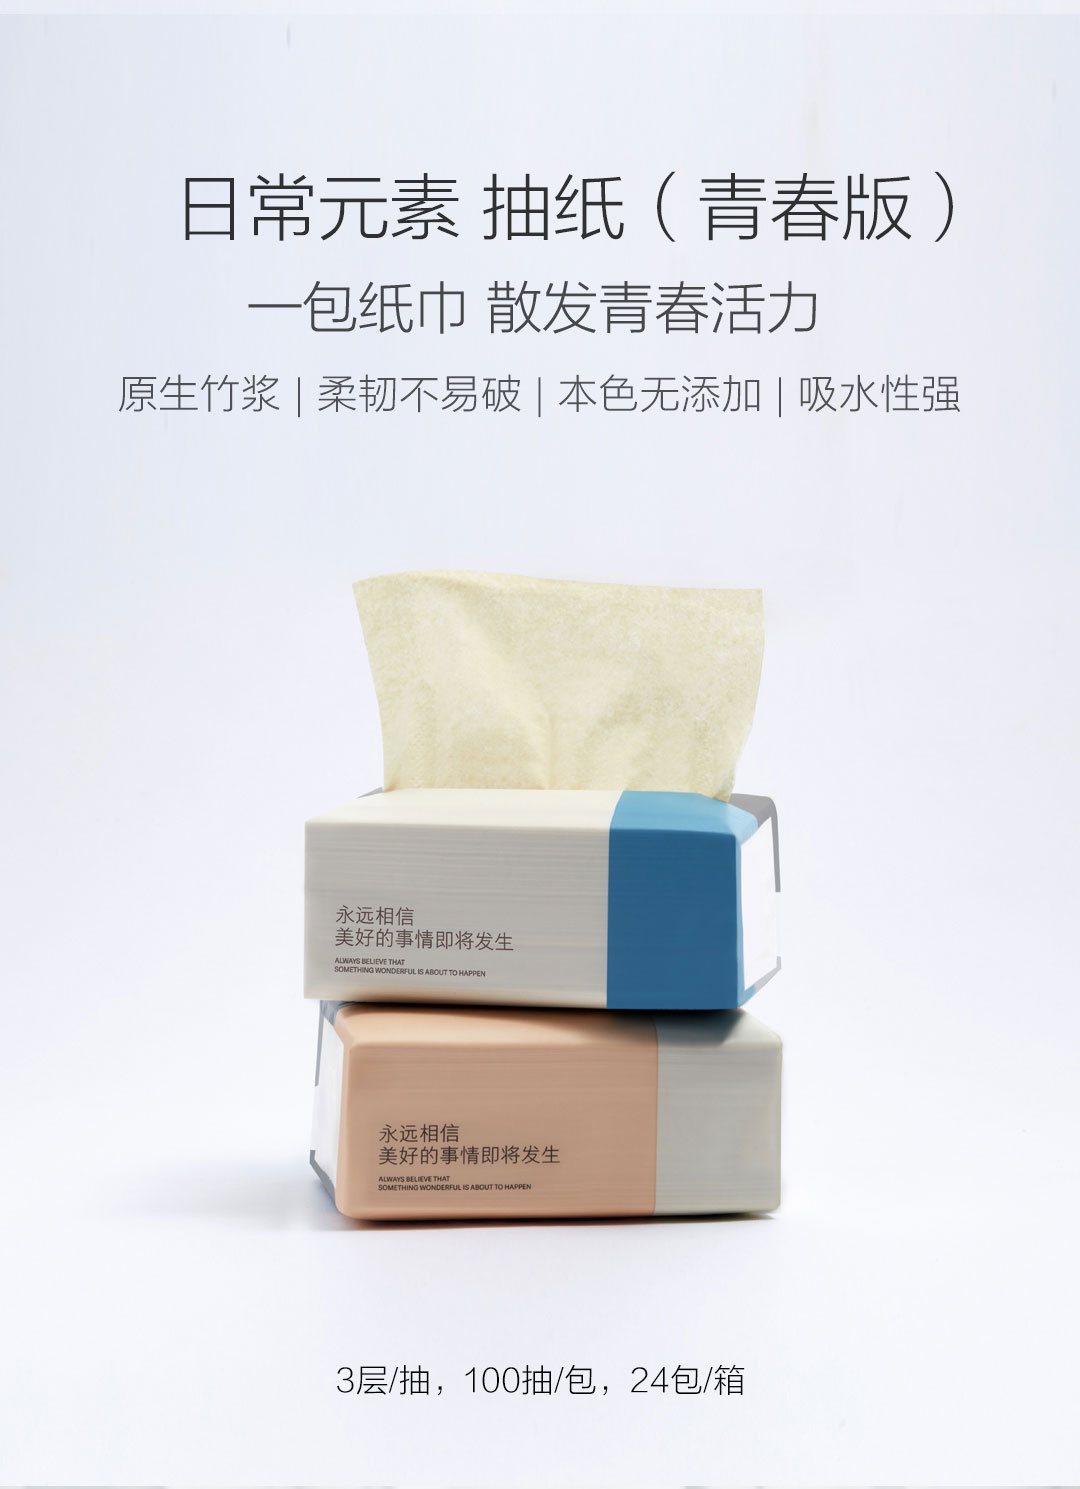 日常元素 抽纸（青春版）
一包纸巾 散发青春活力
原生竹浆 | 柔韧不易破 | 本色无添加 | 吸水性强
永远相信
美好的事情即将发生
ALWAYS BELIEVE THAT
SOMETHING WONDERFUL IS ABOUT TO HAPPEN
永远相信
美好的事情即将发生
ALWAYS BELIEVE THAT
SOMETHING WONDERFUL IS ABOUT TO HAPPEN
3层/抽，100抽/包，24包/箱